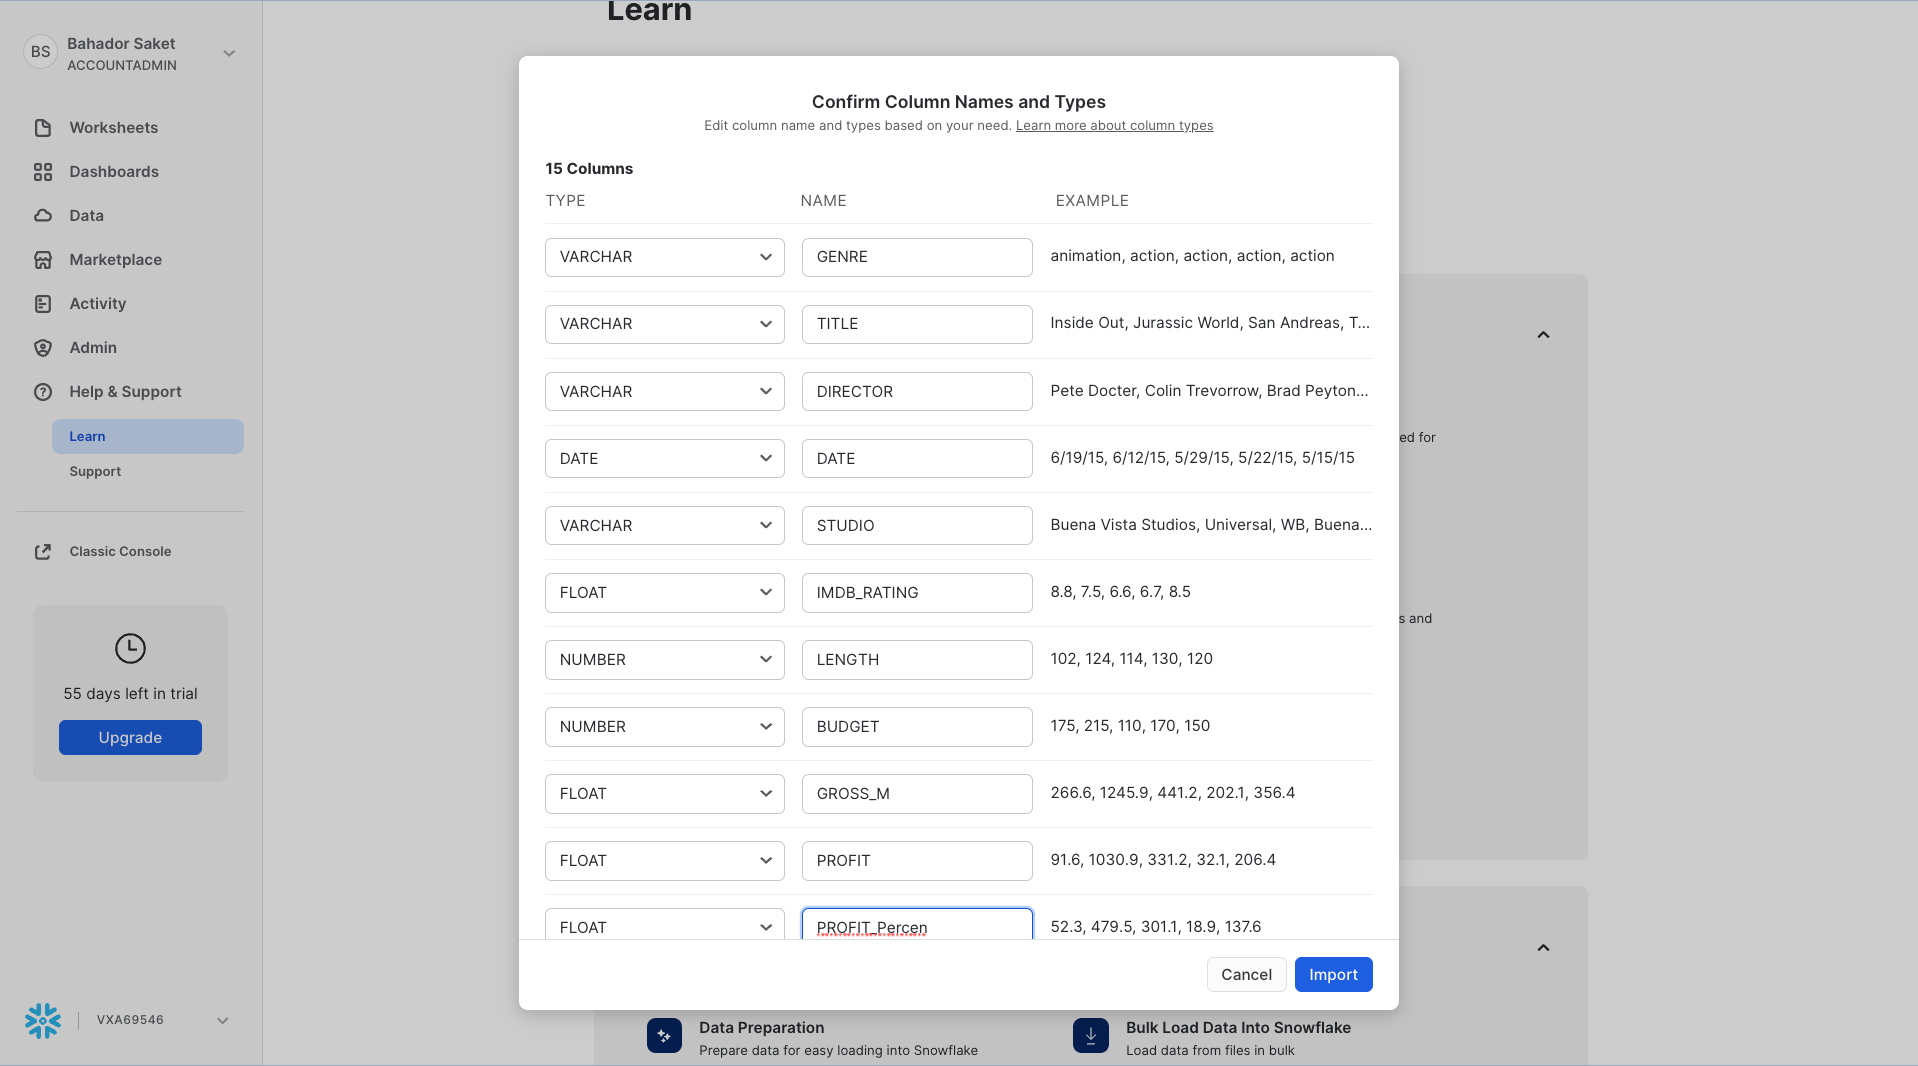 Learn
BS
Bahador Saket
ACCOUNTADMIN
Worksheets
Dashboards
Data
Marketplace
Activity
Admin
Help & Support
Learn
Support
Classic Console
55 days left in trial
Upgrade
VXA69546
Confirm Column Names and Types
Edit column name and types based on your need. Learn more about column types
15 Columns
TYPE NAME EXAMPLE
VARCHAR GENRE animation, action, action, action, action
VARCHAR TITLE Inside Out, Jurassic World, San Andreas, T...
VARCHAR DIRECTOR Pete Docter, Colin Trevorrow, Brad Peyton...
DATE DATE 6/19/15, 6/12/15, 5/29/15, 5/22/15, 5/15/15
VARCHAR STUDIO Buena Vista Studios, Universal, WB, Buena...
FLOAT IMDB_RATING 8.8, 7.5, 6.6, 6.7, 8.5
NUMBER LENGTH 102, 124, 114, 130, 120
NUMBER BUDGET 175, 215, 110, 170, 150
FLOAT GROSS_M 266.6, 1245.9, 441.2, 202.1, 356.4
FLOAT PROFIT 91.6, 1030.9, 331.2, 32.1, 206.4
FLOAT PROFIT_Percen 52.3, 479.5, 301.1, 18.9, 137.6
Cancel Import
ed for
s and
Data Preparation
Prepare data for easy loading into Snowflake
Bulk Load Data Into Snowflake
Load data from files in bulk